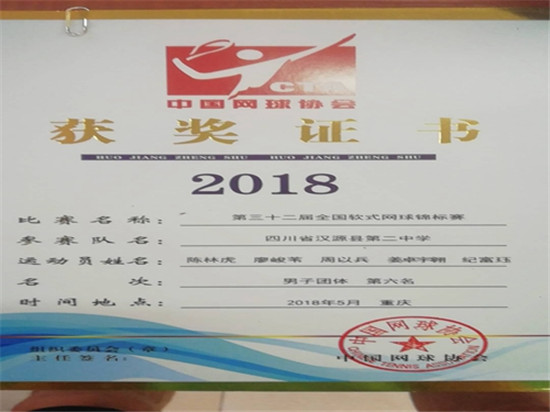 CTA
中国网球协会
获奖证书
HUO JIANG ZHENG SHU HUO JIANG ZHENG SHU
2018
比赛名称： 第三十二届全国软式网球锦标赛
参赛队名： 四川省汉源县第二中学
运动员姓名： 陈林虎 廖峻苇 周以兵 姜卓宇翱 纪富珏
名次： 男子团体 第六名
时间地点： 2018年5月 重庆
组织委员会（章）
主任签名：
中国网球协会
中国网球协会
CHINESE TENNIS ASSOCIATION